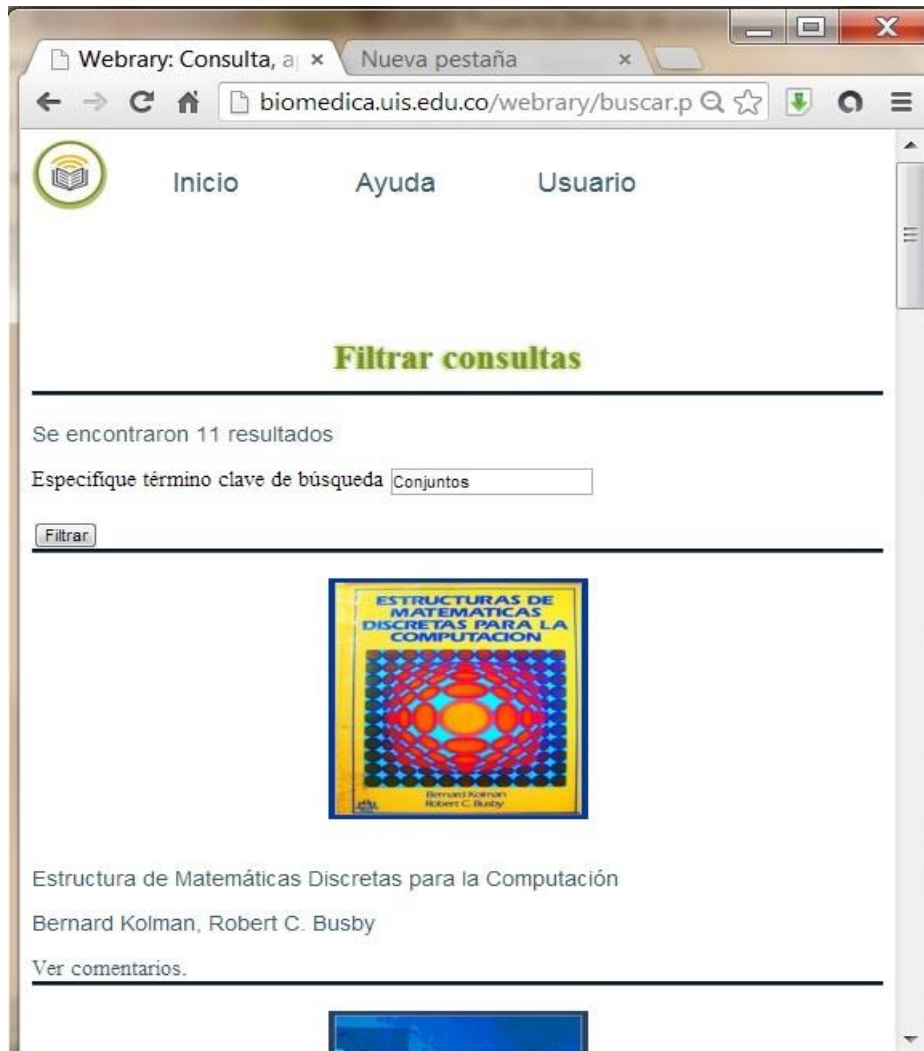 Webrary: Consulta, a
Nueva pestaña
biomedica.uis.edu.co/webrary/buscar.p
Inicio Ayuda Usuario
Filtrar consultas
Se encontraron 11 resultados
Especifique término clave de búsqueda Conjuntos
Filtrar
ESTRUCTURAS DE
MATEMATICAS
DISCRETAS PARA LA
COMPUTACION
Bernard Kolman
Robert C. Busby
Estructura de Matemáticas Discretas para la Computación
Bernard Kolman, Robert C. Busby
Ver comentarios.